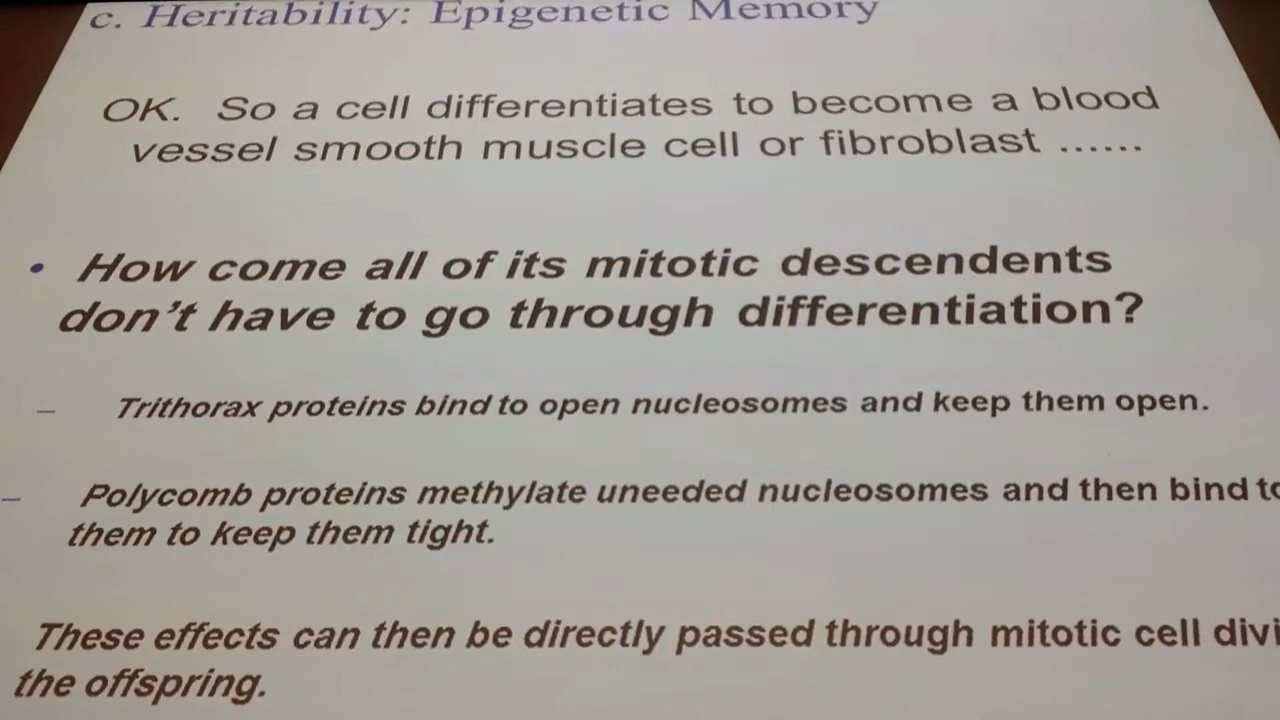 c. Heritability: Epigenetic Memory
OK. So a cell differentiates to become a blood
vessel smooth muscle cell or fibroblast ......
• How come all of its mitotic descendents
don't have to go through differentiation?
– Trithorax proteins bind to open nucleosomes and keep them open.
– Polycomb proteins methylate uneeded nucleosomes and then bind to
them to keep them tight.
These effects can then be directly passed through mitotic cell divi
the offspring.